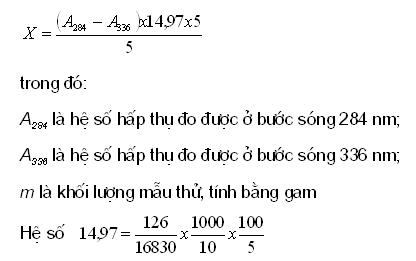 X = (A₂₈₄ − A₃₃₆)x14,97x5 / 5
trong đó:
A₂₈₄ là hệ số hấp thụ đo được ở bước sóng 284 nm;
A₃₃₆ là hệ số hấp thụ đo được ở bước sóng 336 nm;
m là khối lượng mẫu thử, tính bằng gam
Hệ số 14,97 = 126/16830 x 1000/10 x 100/5